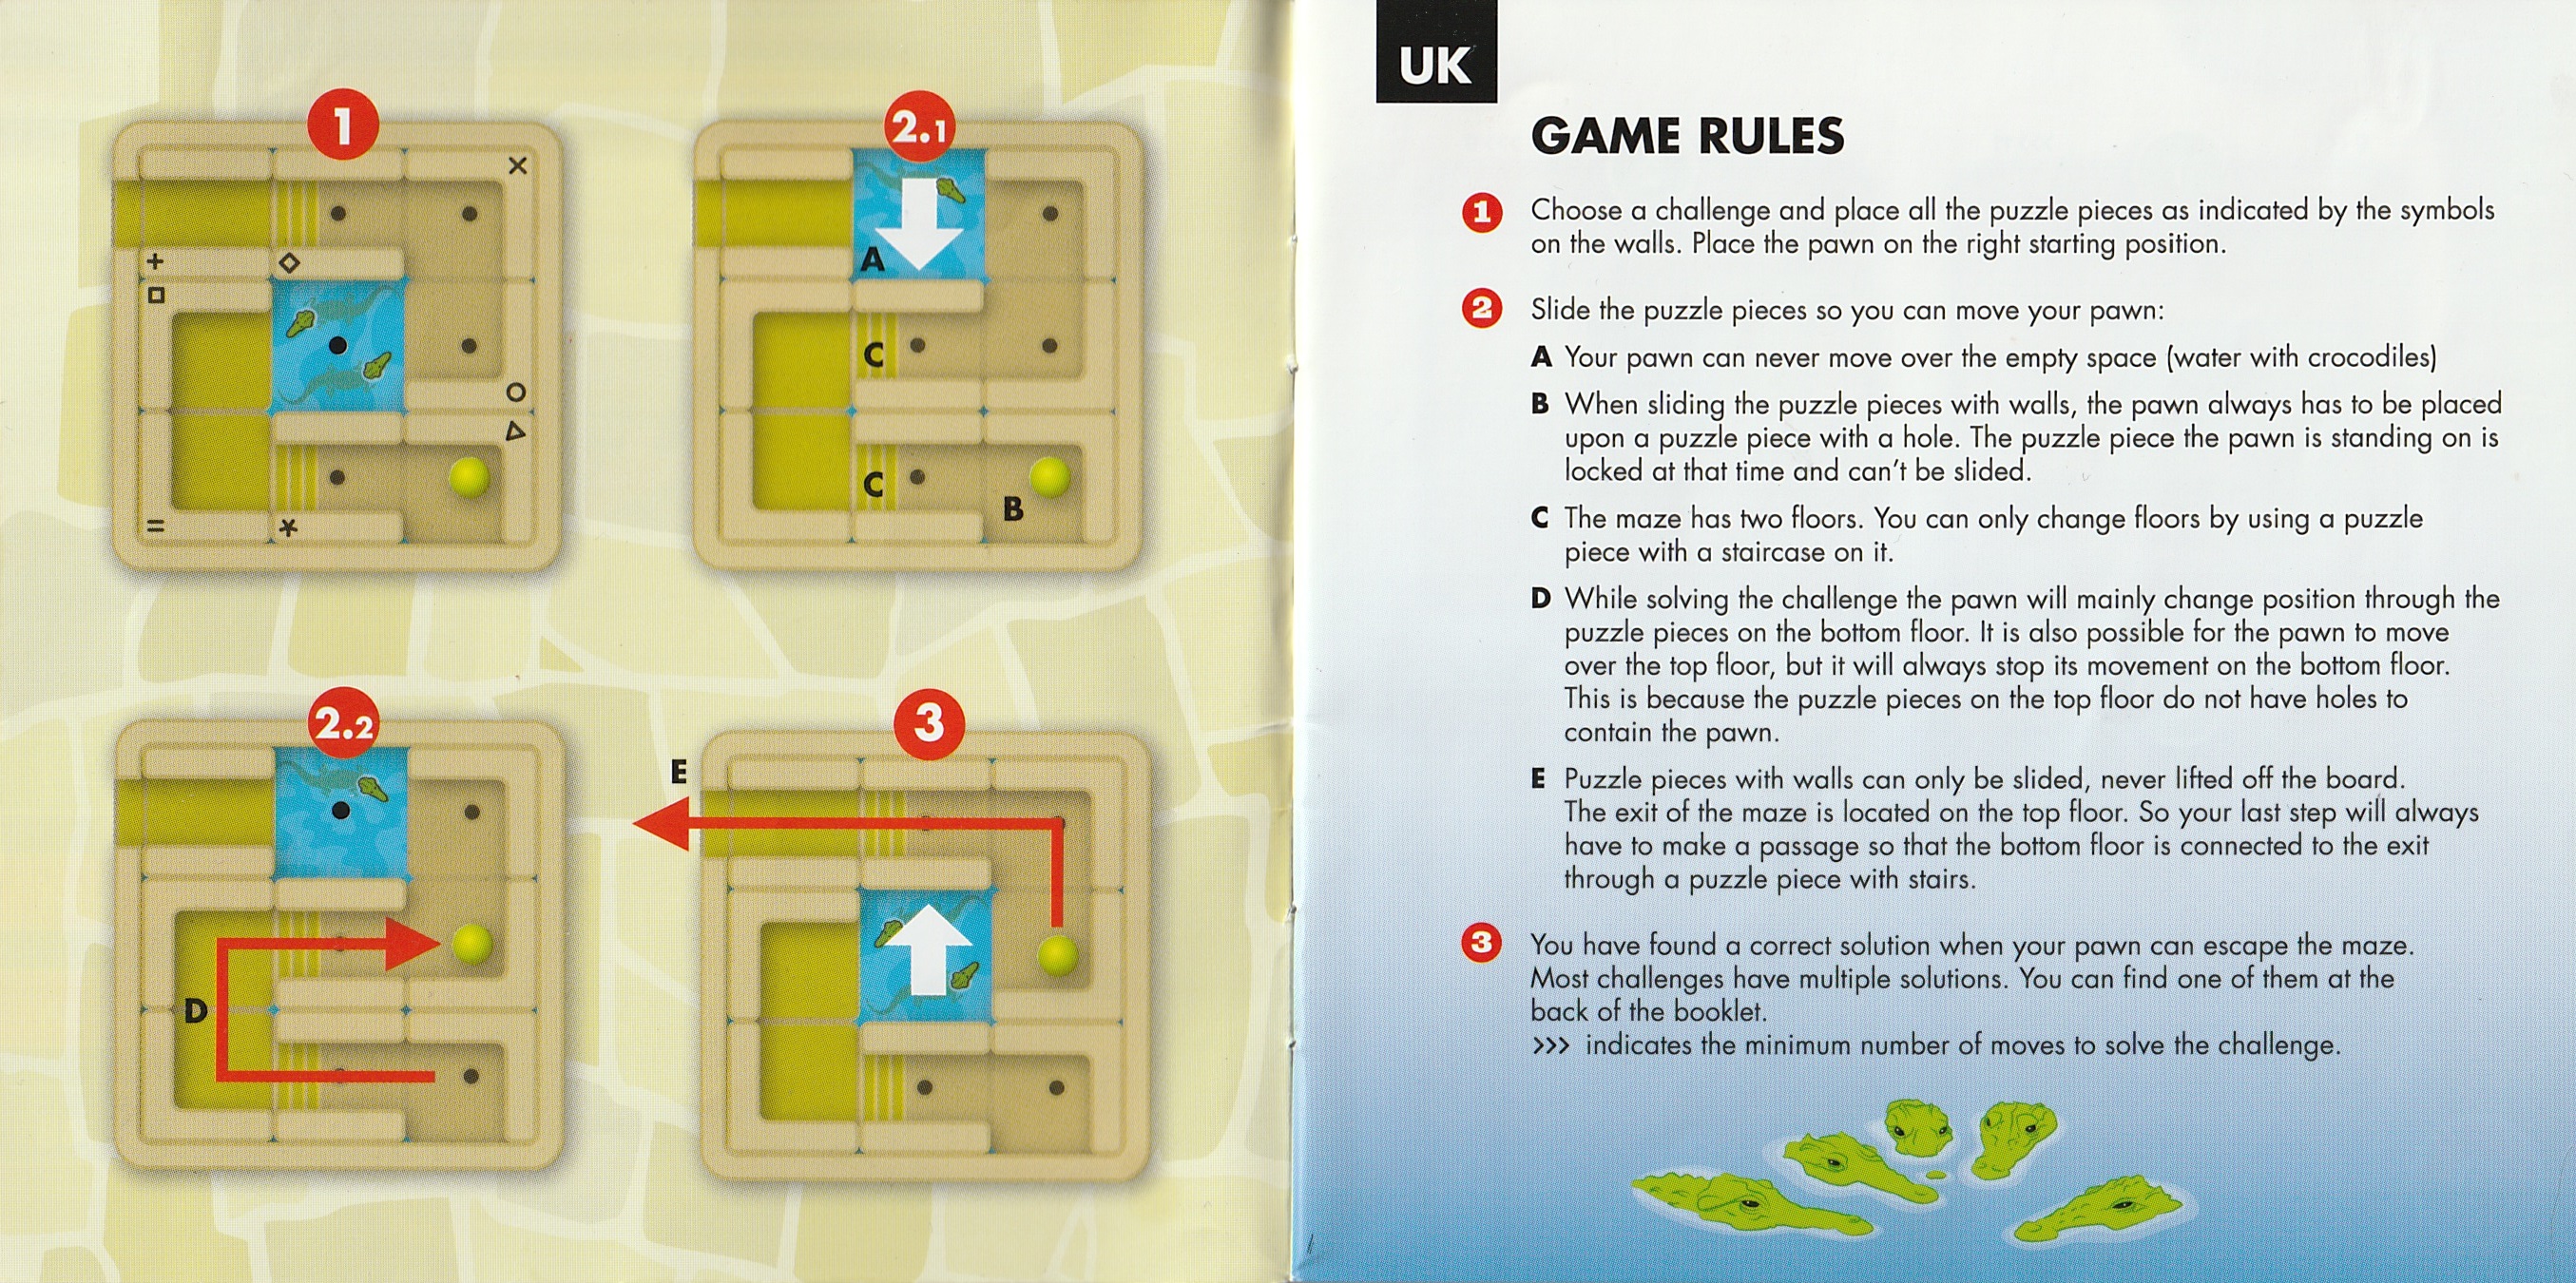 1
×
+
◇
□
○
△
=
*
2.1
A
C
C
B
2.2
D
3
E
UK
GAME RULES
1 Choose a challenge and place all the puzzle pieces as indicated by the symbols
on the walls. Place the pawn on the right starting position.
2 Slide the puzzle pieces so you can move your pawn:
A Your pawn can never move over the empty space (water with crocodiles)
B When sliding the puzzle pieces with walls, the pawn always has to be placed
upon a puzzle piece with a hole. The puzzle piece the pawn is standing on is
locked at that time and can't be slided.
C The maze has two floors. You can only change floors by using a puzzle
piece with a staircase on it.
D While solving the challenge the pawn will mainly change position through the
puzzle pieces on the bottom floor. It is also possible for the pawn to move
over the top floor, but it will always stop its movement on the bottom floor.
This is because the puzzle pieces on the top floor do not have holes to
contain the pawn.
E Puzzle pieces with walls can only be slided, never lifted off the board.
The exit of the maze is located on the top floor. So your last step will always
have to make a passage so that the bottom floor is connected to the exit
through a puzzle piece with stairs.
3 You have found a correct solution when your pawn can escape the maze.
Most challenges have multiple solutions. You can find one of them at the
back of the booklet.
>>> indicates the minimum number of moves to solve the challenge.